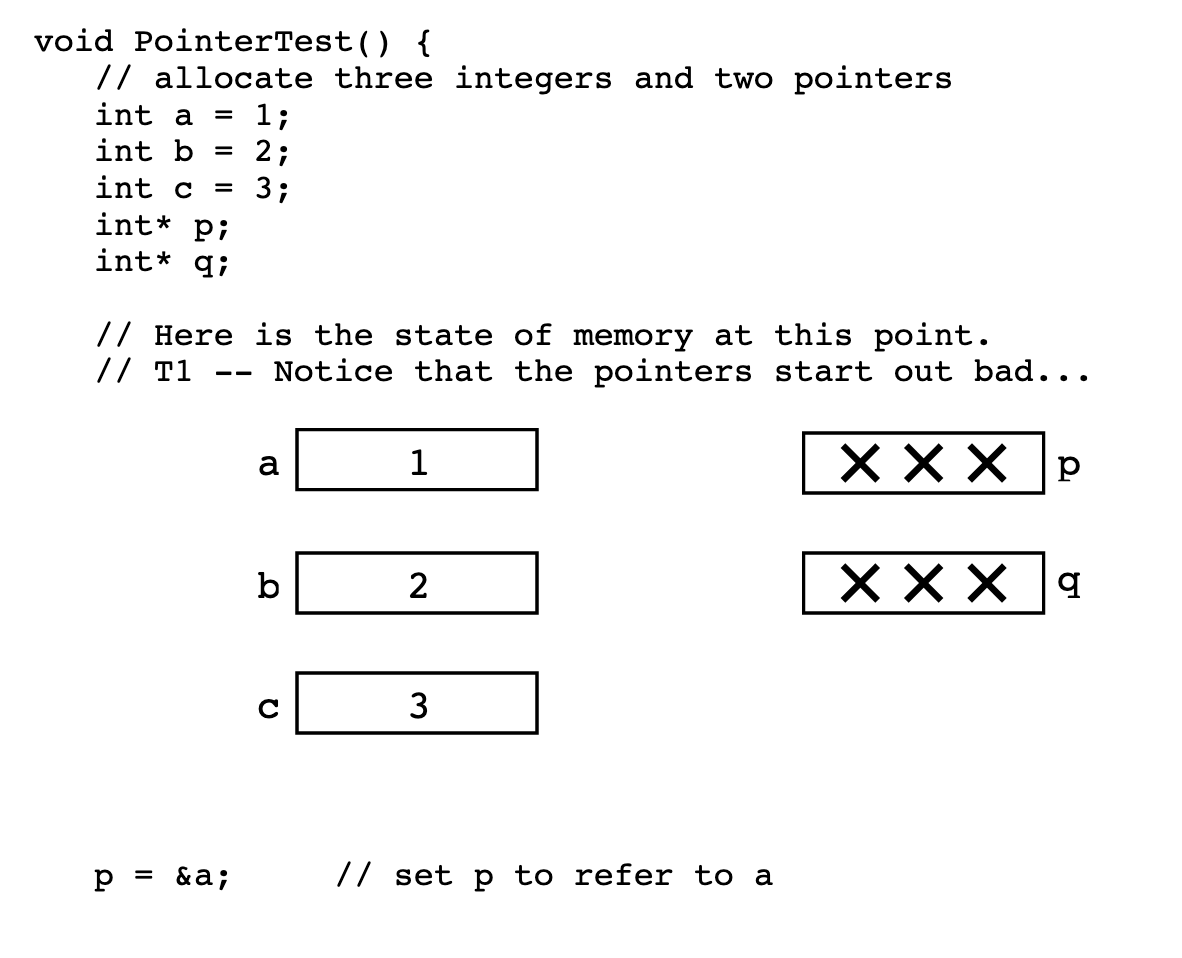 void PointerTest() {
// allocate three integers and two pointers
int a = 1;
int b = 2;
int c = 3;
int* p;
int* q;
// Here is the state of memory at this point.
// T1 -- Notice that the pointers start out bad...
a 1 XXX p
b 2 XXX q
c 3
p = &a; // set p to refer to a